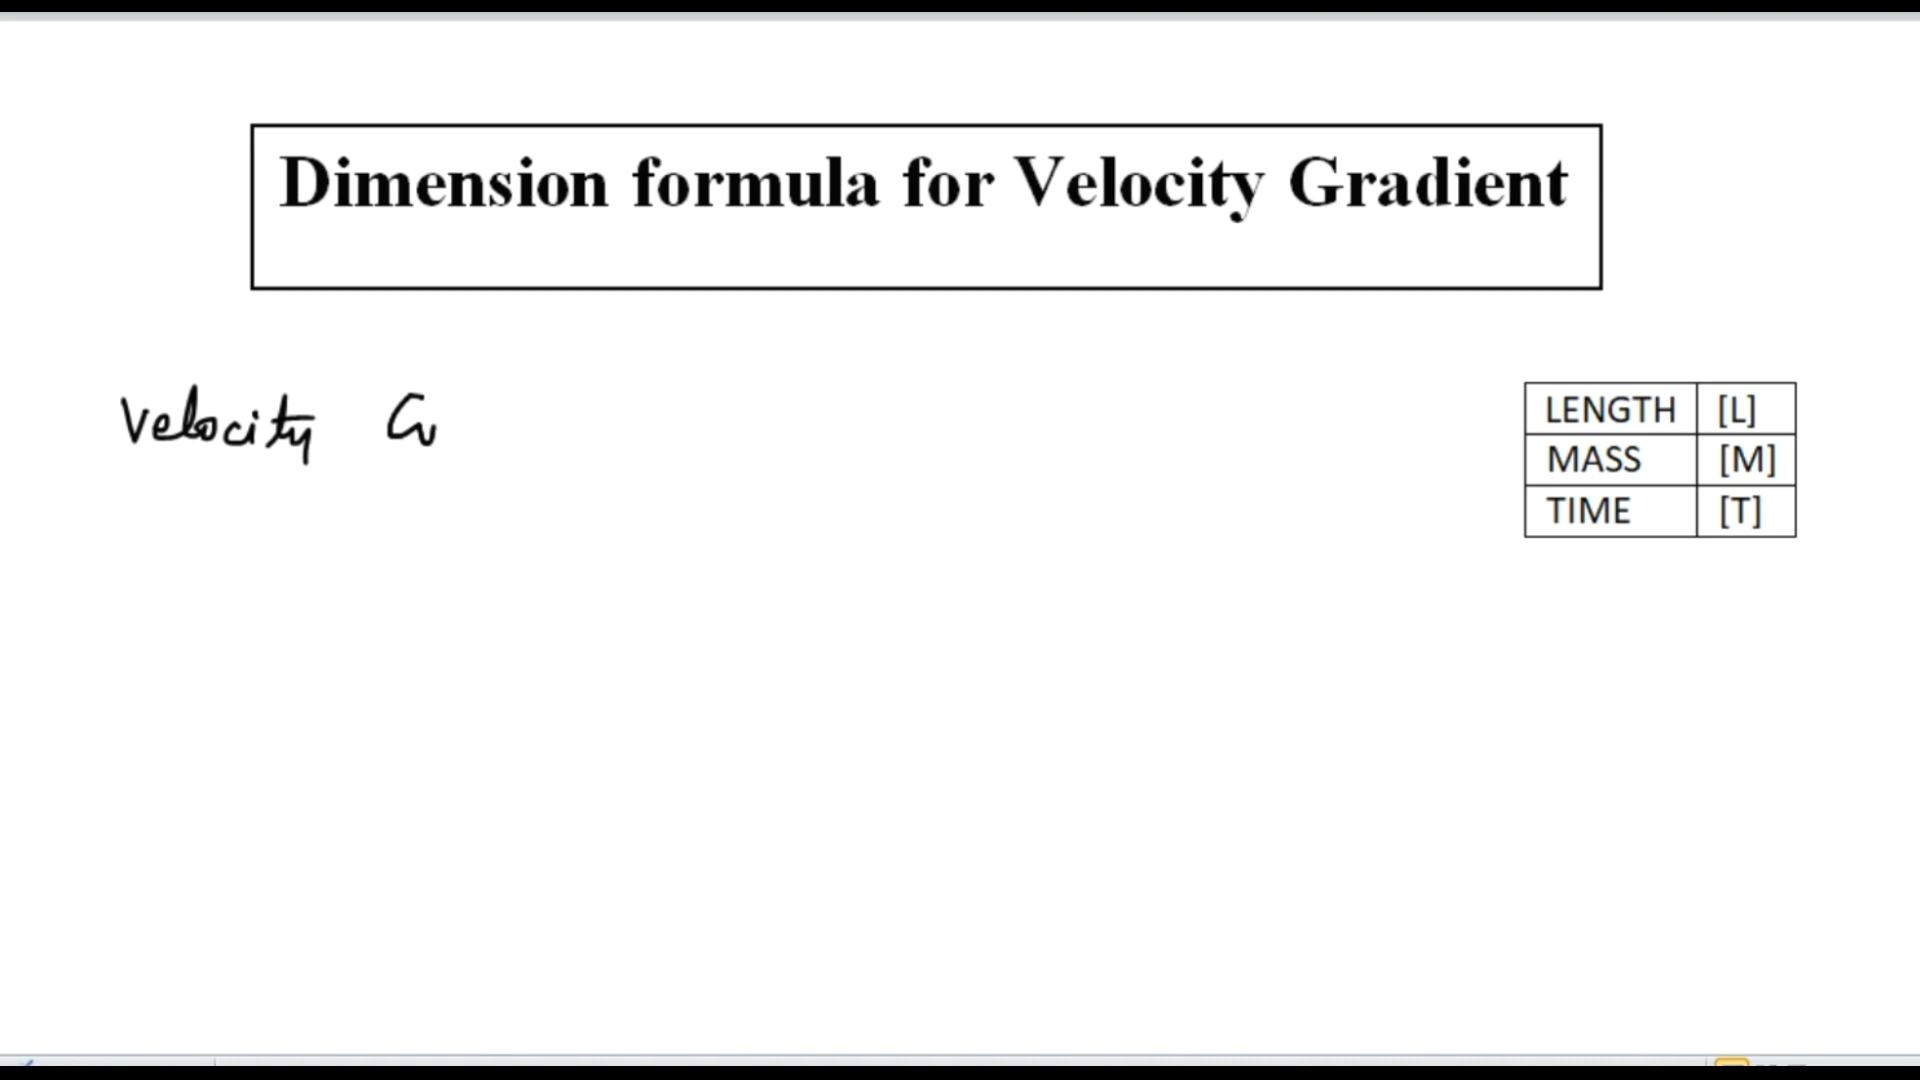 Dimension formula for Velocity Gradient
Velocity G
LENGTH [L]
MASS [M]
TIME [T]